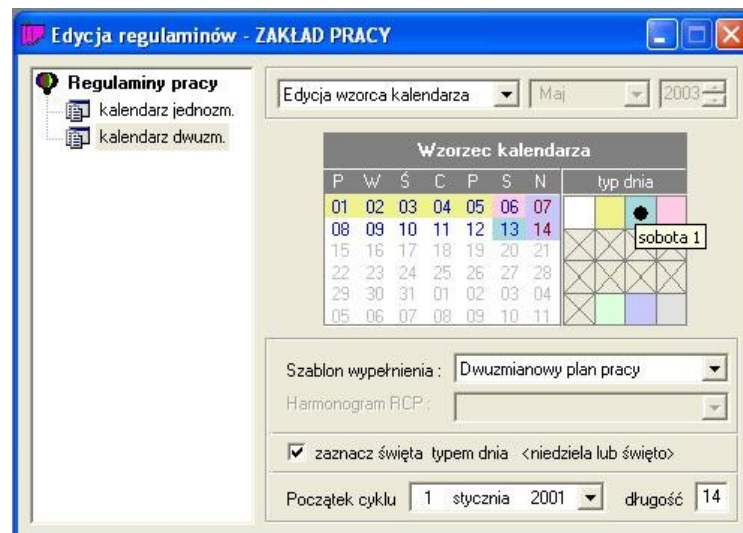 Edycja regulaminów - ZAKŁAD PRACY
Regulaminy pracy
kalendarz jednozm.
kalendarz dwuzm.
Edycja wzorca kalendarza Maj 2003
Wzorzec kalendarza
P W Ś C P S N typ dnia
01 02 03 04 05 06 07
08 09 10 11 12 13 14
sobota 1
15 16 17 18 19 20 21
22 23 24 25 26 27 28
29 30 31 01 02 03 04
05 06 07 08 09 10 11
Szablon wypełnienia : Dwuzmianowy plan pracy
Harmonogram RCP :
zaznacz święta typem dnia <niedziela lub święto>
Początek cyklu 1 stycznia 2001 długość 14